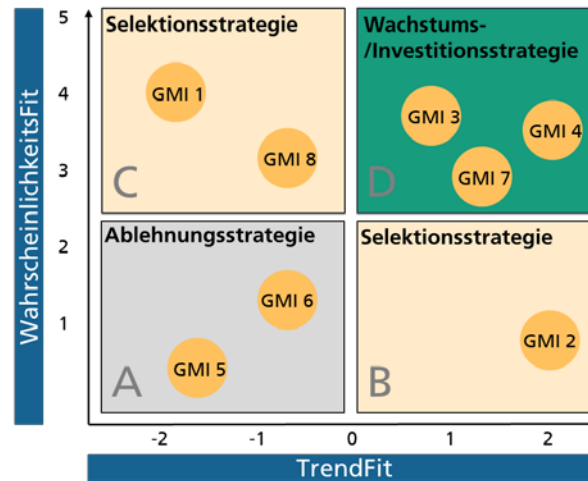 5
4
3
2
1
WahrscheinlichkeitsFit
Selektionsstrategie
GMI 1
GMI 8
C
Wachstums-
/Investitionsstrategie
GMI 3
GMI 4
GMI 7
D
Ablehnungsstrategie
GMI 6
GMI 5
A
Selektionsstrategie
GMI 2
B
-2 -1 0 1 2
TrendFit